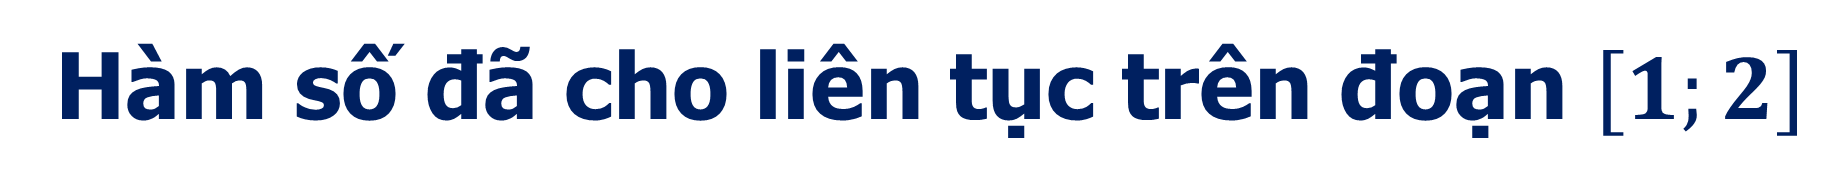 Hàm số đã cho liên tục trên đoạn [1; 2]